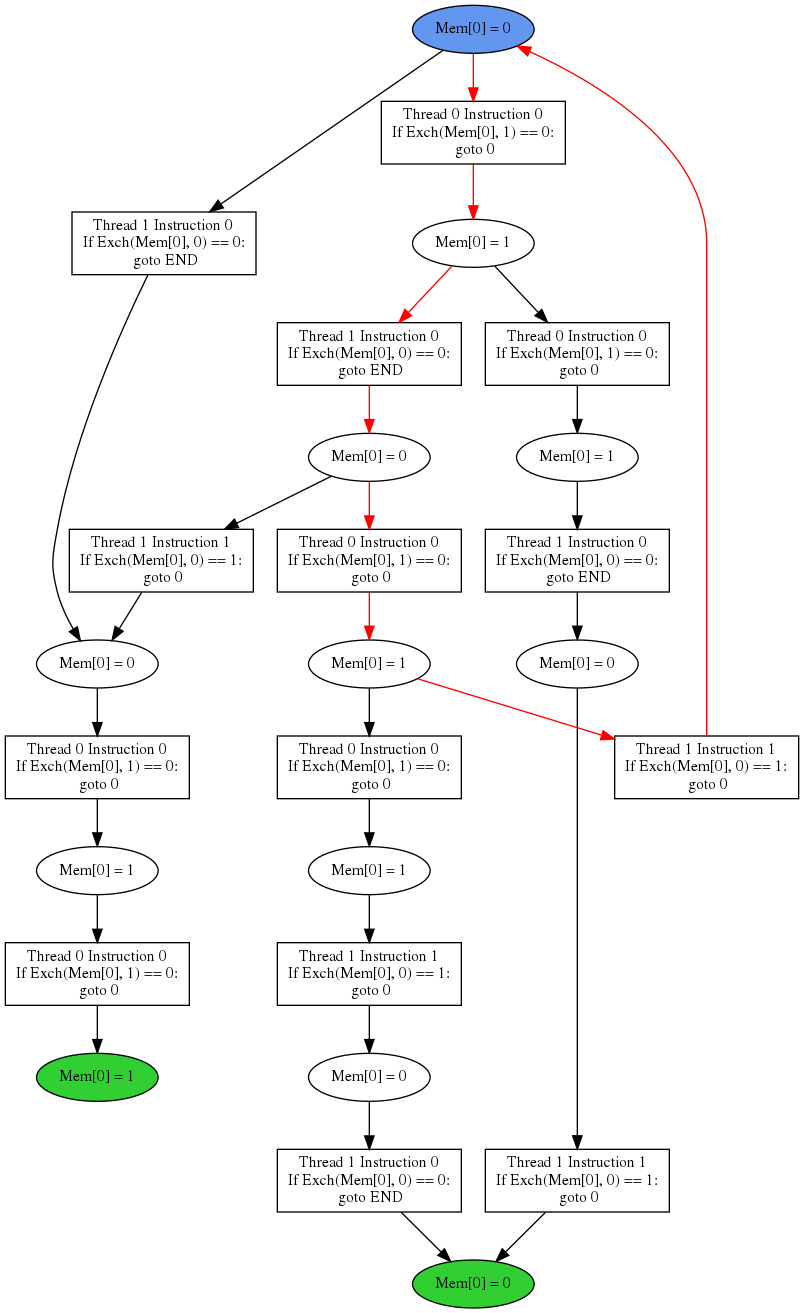 Mem[0] = 0
Thread 0 Instruction 0
If Exch(Mem[0], 1) == 0:
goto 0
Thread 1 Instruction 0
If Exch(Mem[0], 0) == 0:
goto END
Mem[0] = 1
Thread 1 Instruction 0
If Exch(Mem[0], 0) == 0:
goto END
Thread 0 Instruction 0
If Exch(Mem[0], 1) == 0:
goto 0
Mem[0] = 0
Mem[0] = 1
Thread 1 Instruction 1
If Exch(Mem[0], 0) == 1:
goto 0
Thread 0 Instruction 0
If Exch(Mem[0], 1) == 0:
goto 0
Thread 1 Instruction 0
If Exch(Mem[0], 0) == 0:
goto END
Mem[0] = 0
Mem[0] = 1
Mem[0] = 0
Thread 0 Instruction 0
If Exch(Mem[0], 1) == 0:
goto 0
Thread 0 Instruction 0
If Exch(Mem[0], 1) == 0:
goto 0
Thread 1 Instruction 1
If Exch(Mem[0], 0) == 1:
goto 0
Mem[0] = 1
Mem[0] = 1
Thread 0 Instruction 0
If Exch(Mem[0], 1) == 0:
goto 0
Thread 1 Instruction 1
If Exch(Mem[0], 0) == 1:
goto 0
Mem[0] = 1
Mem[0] = 0
Thread 1 Instruction 0
If Exch(Mem[0], 0) == 0:
goto END
Thread 1 Instruction 1
If Exch(Mem[0], 0) == 1:
goto 0
Mem[0] = 0